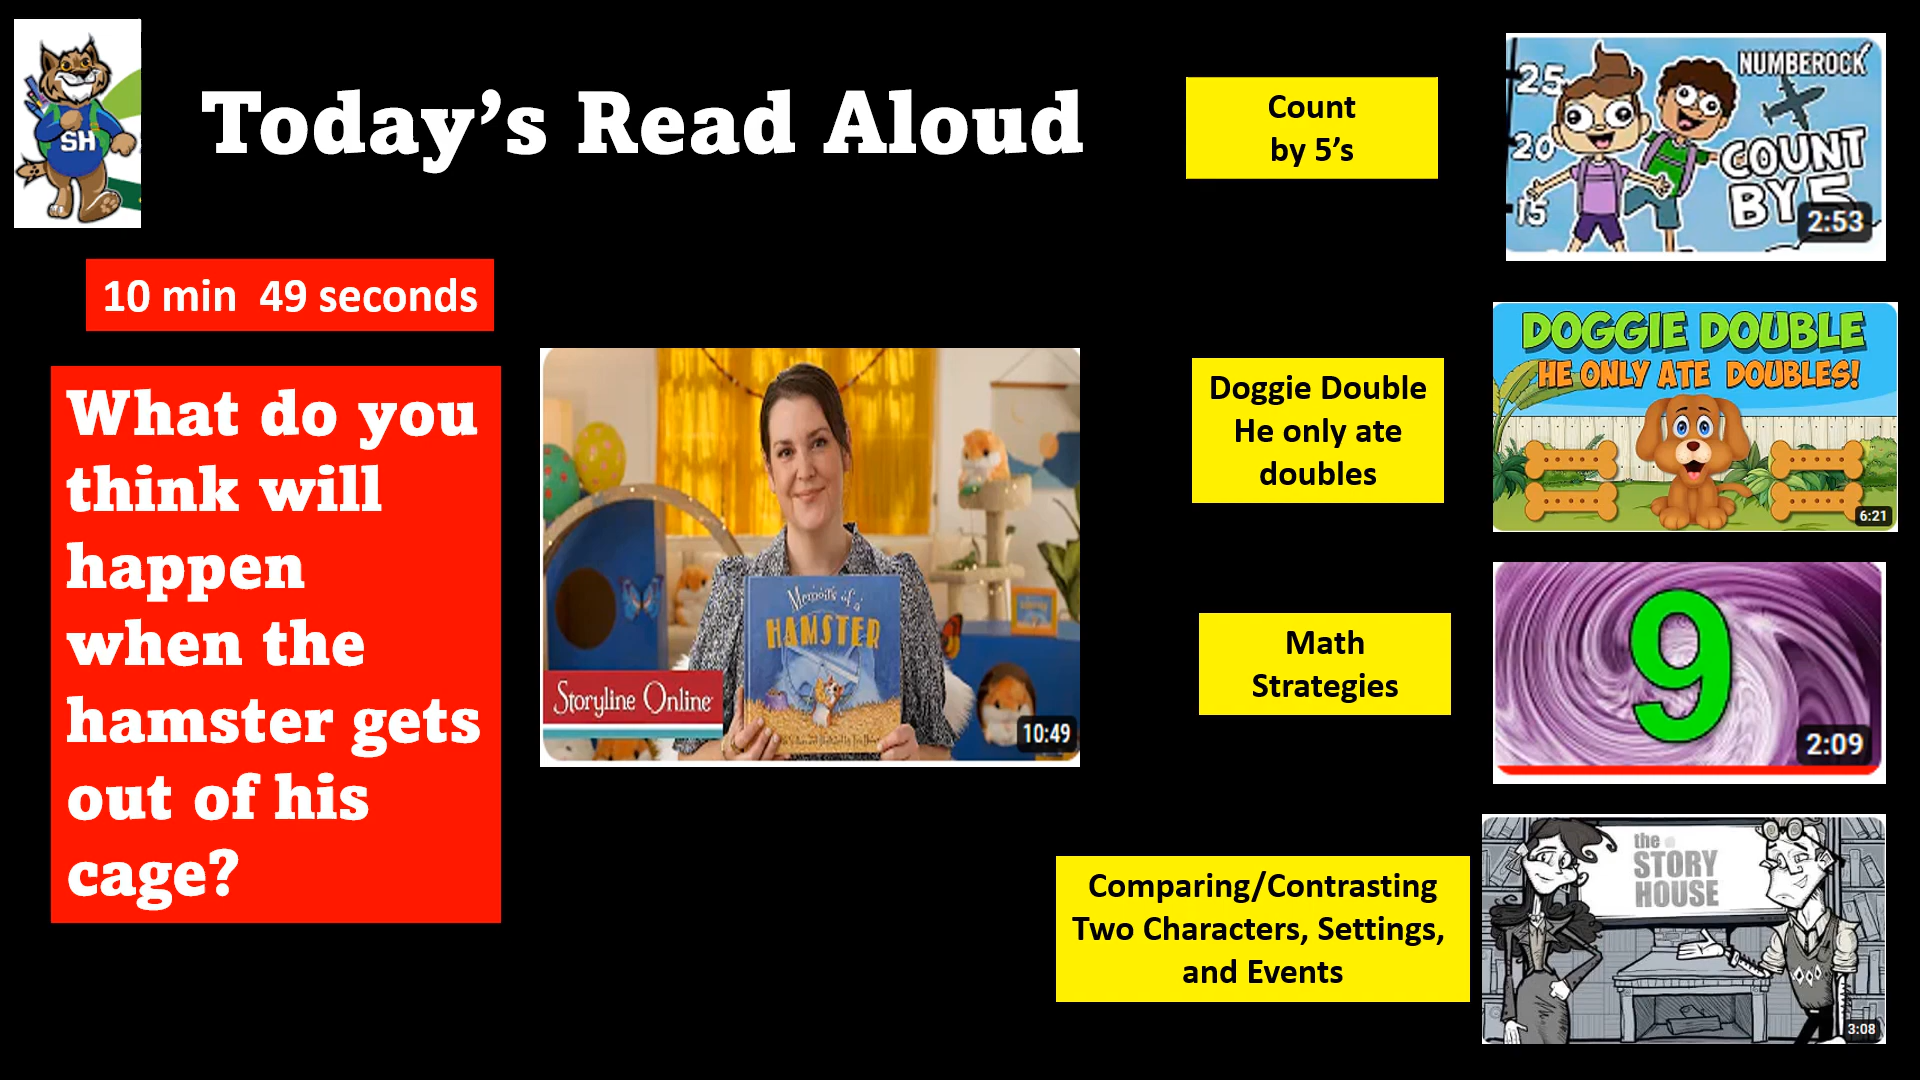 SH
Today’s Read Aloud
10 min  49 seconds
What do you
think will
happen
when the
hamster gets
out of his
cage?
Memoirs of a
HAMSTER
Storyline Online
10:49
Count
by 5’s
25
20
15
NUMBEROCK
COUNT
BY 5
2:53
Doggie Double
He only ate
doubles
DOGGIE DOUBLE
HE ONLY ATE DOUBLES!
6:21
Math
Strategies
9
2:09
Comparing/Contrasting
Two Characters, Settings,
and Events
the
STORY
HOUSE
3:08